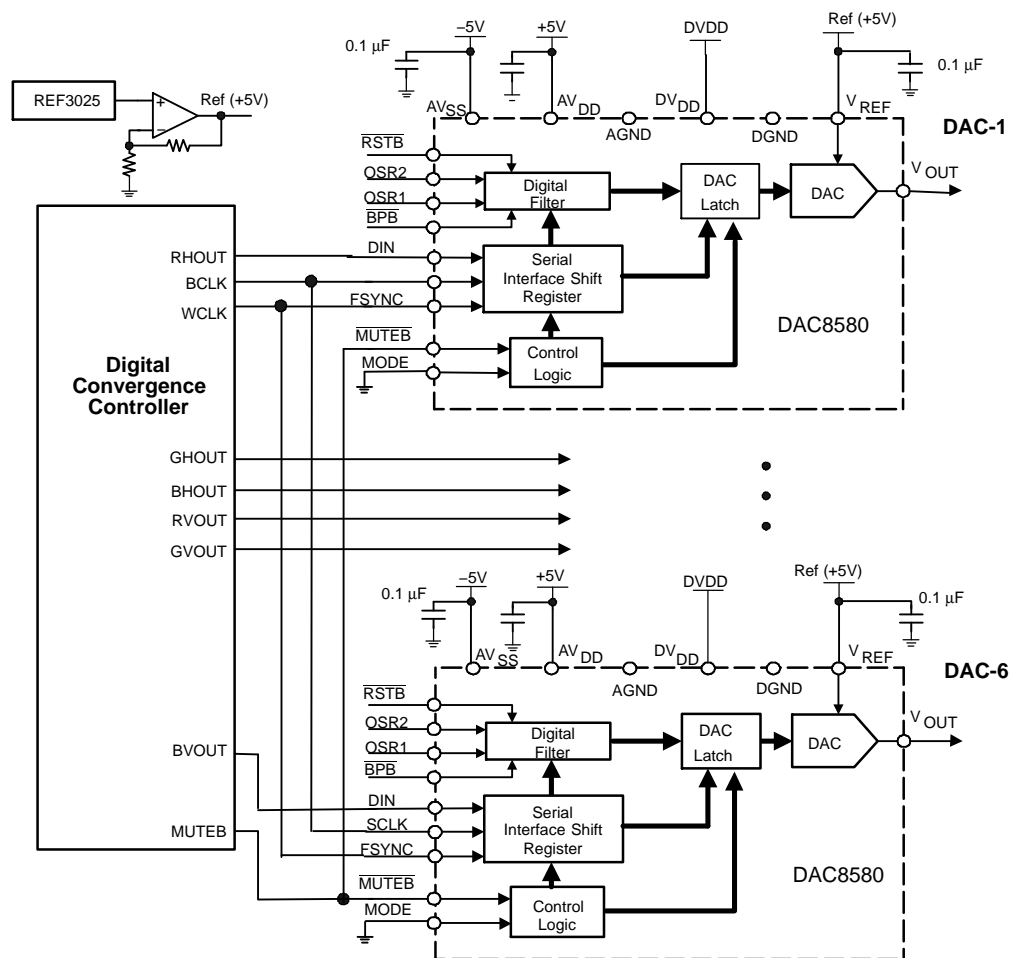 –5V
+5V
DVDD
Ref (+5V)
0.1 μF
0.1 μF
REF3025
+
−
Ref (+5V)
AVSS
AVDD
AGND
DVDD
DGND
VREF
DAC-1
RSTB
OSR2
OSR1
BPB
DIN
FSYNC
MUTEB
MODE
Digital
Filter
DAC
Latch
DAC
VOUT
Serial
Interface Shift
Register
Control
Logic
DAC8580
RHOUT
BCLK
WCLK
Digital
Convergence
Controller
GHOUT
BHOUT
RVOUT
GVOUT
BVOUT
MUTEB
–5V
+5V
DVDD
Ref (+5V)
0.1 μF
0.1 μF
AVSS
AVDD
AGND
DVDD
DGND
VREF
DAC-6
RSTB
OSR2
OSR1
BPB
DIN
SCLK
FSYNC
MUTEB
MODE
Digital
Filter
DAC
Latch
DAC
VOUT
Serial
Interface Shift
Register
Control
Logic
DAC8580